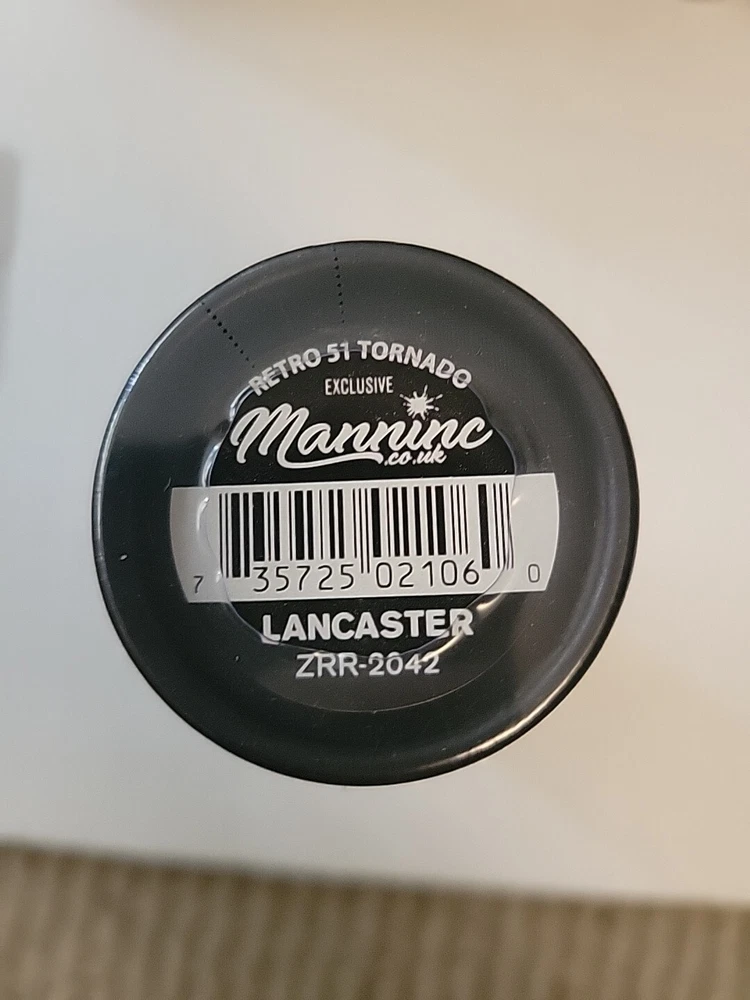 RETRO 51 TORNADO
EXCLUSIVE
Manninc
.co.uk
7 35725 02106 0
LANCASTER
ZRR-2042